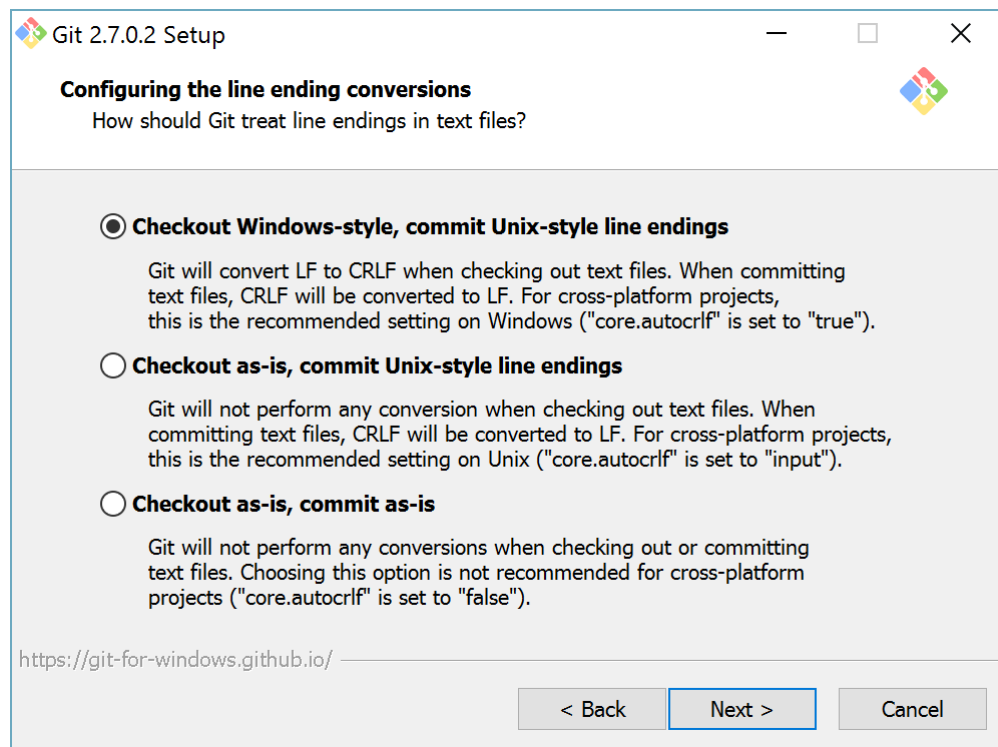 Git 2.7.0.2 Setup
Configuring the line ending conversions
How should Git treat line endings in text files?
Checkout Windows-style, commit Unix-style line endings
Git will convert LF to CRLF when checking out text files. When committing
text files, CRLF will be converted to LF. For cross-platform projects,
this is the recommended setting on Windows ("core.autocrlf" is set to "true").
Checkout as-is, commit Unix-style line endings
Git will not perform any conversion when checking out text files. When
committing text files, CRLF will be converted to LF. For cross-platform projects,
this is the recommended setting on Unix ("core.autocrlf" is set to "input").
Checkout as-is, commit as-is
Git will not perform any conversions when checking out or committing
text files. Choosing this option is not recommended for cross-platform
projects ("core.autocrlf" is set to "false").
https://git-for-windows.github.io/
< Back Next > Cancel